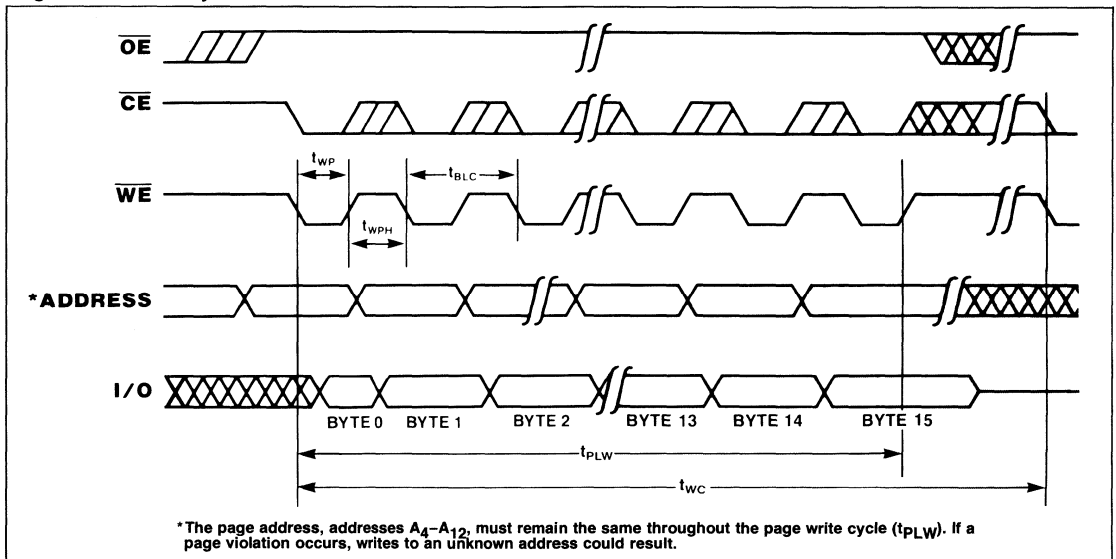 OE
CE
tWP
tBLC
WE
tWPH
*ADDRESS
I/O
BYTE 0 BYTE 1 BYTE 2 BYTE 13 BYTE 14 BYTE 15
tPLW
tWC
*The page address, addresses A4–A12, must remain the same throughout the page write cycle (tPLW). If a
page violation occurs, writes to an unknown address could result.